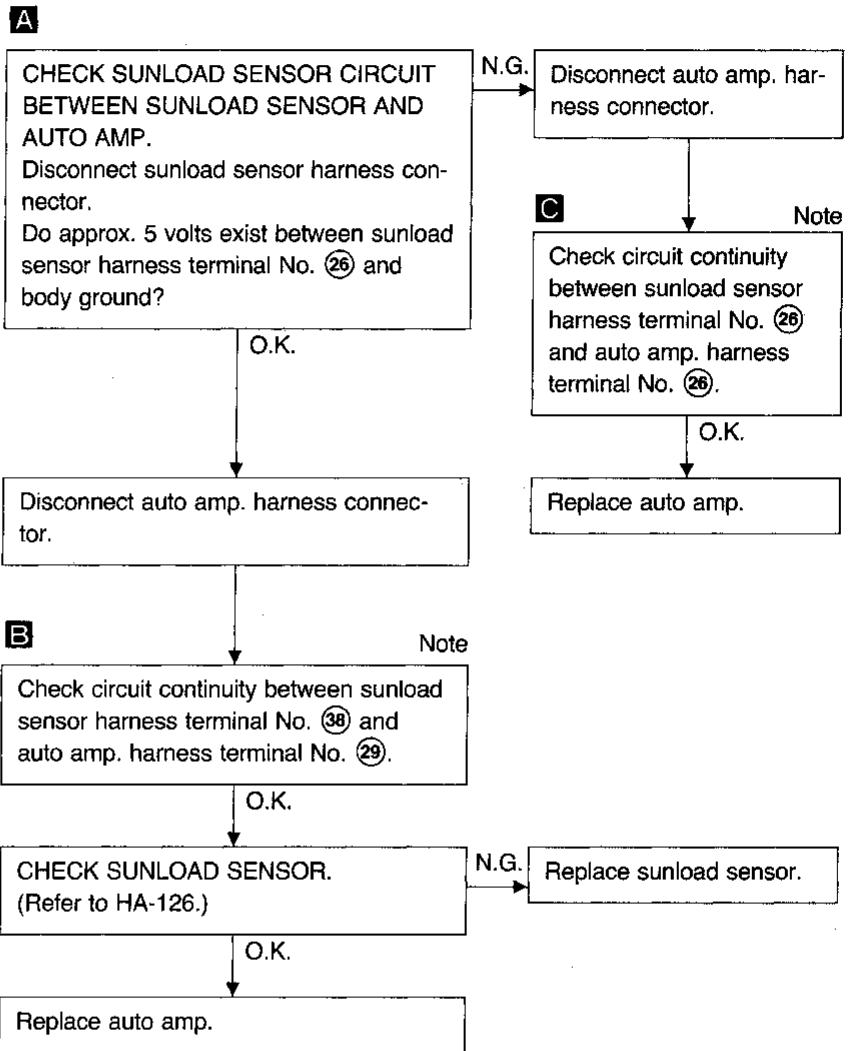 A
CHECK SUNLOAD SENSOR CIRCUIT
BETWEEN SUNLOAD SENSOR AND
AUTO AMP.
Disconnect sunload sensor harness con-
nector.
Do approx. 5 volts exist between sunload
sensor harness terminal No. 26 and
body ground?
N.G.
Disconnect auto amp. har-
ness connector.
O.K.
C
Note
Check circuit continuity
between sunload sensor
harness terminal No. 26
and auto amp. harness
terminal No. 26.
O.K.
Replace auto amp.
Disconnect auto amp. harness connec-
tor.
B
Note
Check circuit continuity between sunload
sensor harness terminal No. 38 and
auto amp. harness terminal No. 29.
O.K.
CHECK SUNLOAD SENSOR.
(Refer to HA-126.)
N.G.
Replace sunload sensor.
O.K.
Replace auto amp.